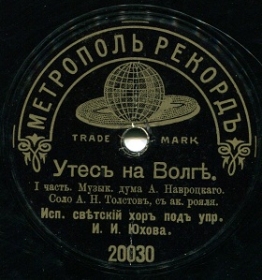 МЕТРОПОЛЬ РЕКОРДЪ
TRADE MARK
Утесъ на Волгѣ.
I часть. Музык. дума А. Навроцкаго.
Соло А. Н. Толстовъ, съ ак. рояля.
Исп. свѣтскій хоръ подъ упр.
И. И. Юхова.
20030